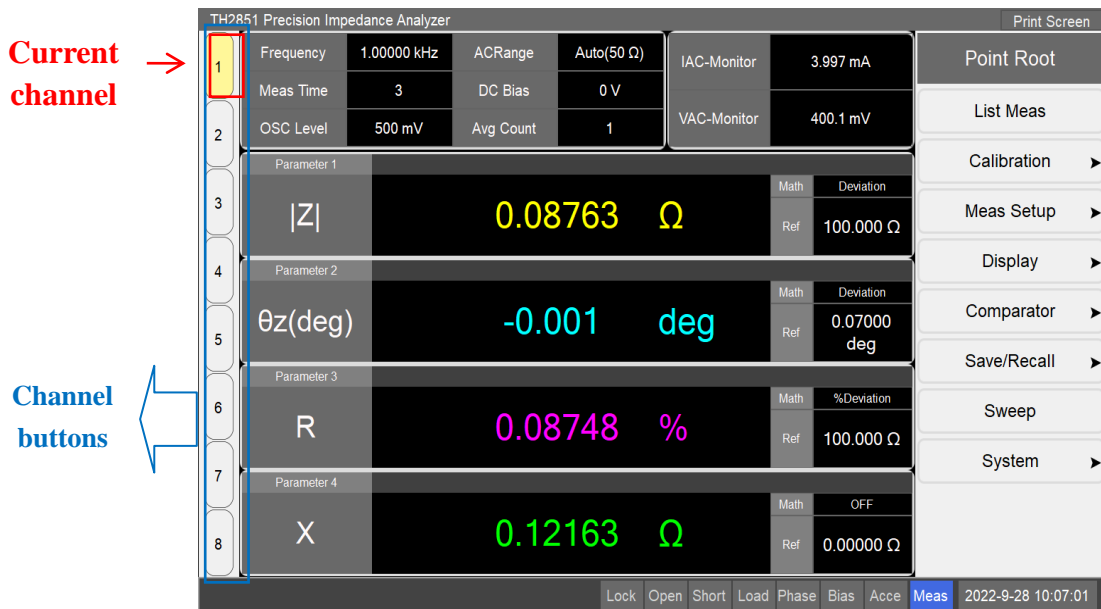 TH2851 Precision Impedance Analyzer
Print Screen
Current
channel
1
2
3
4
5
6
7
8
Channel
buttons
Frequency 1.00000 kHz ACRange Auto(50 Ω)
Meas Time 3 DC Bias 0 V
OSC Level 500 mV Avg Count 1
IAC-Monitor 3.997 mA
VAC-Monitor 400.1 mV
Parameter 1
|Z| 0.08763 Ω
Math Deviation
Ref 100.000 Ω
Parameter 2
θz(deg) -0.001 deg
Math Deviation
Ref 0.07000
deg
Parameter 3
R 0.08748 %
Math %Deviation
Ref 100.000 Ω
Parameter 4
X 0.12163 Ω
Math OFF
Ref 0.00000 Ω
Point Root
List Meas
Calibration
Meas Setup
Display
Comparator
Save/Recall
Sweep
System
Lock Open Short Load Phase Bias Acce Meas 2022-9-28 10:07:01